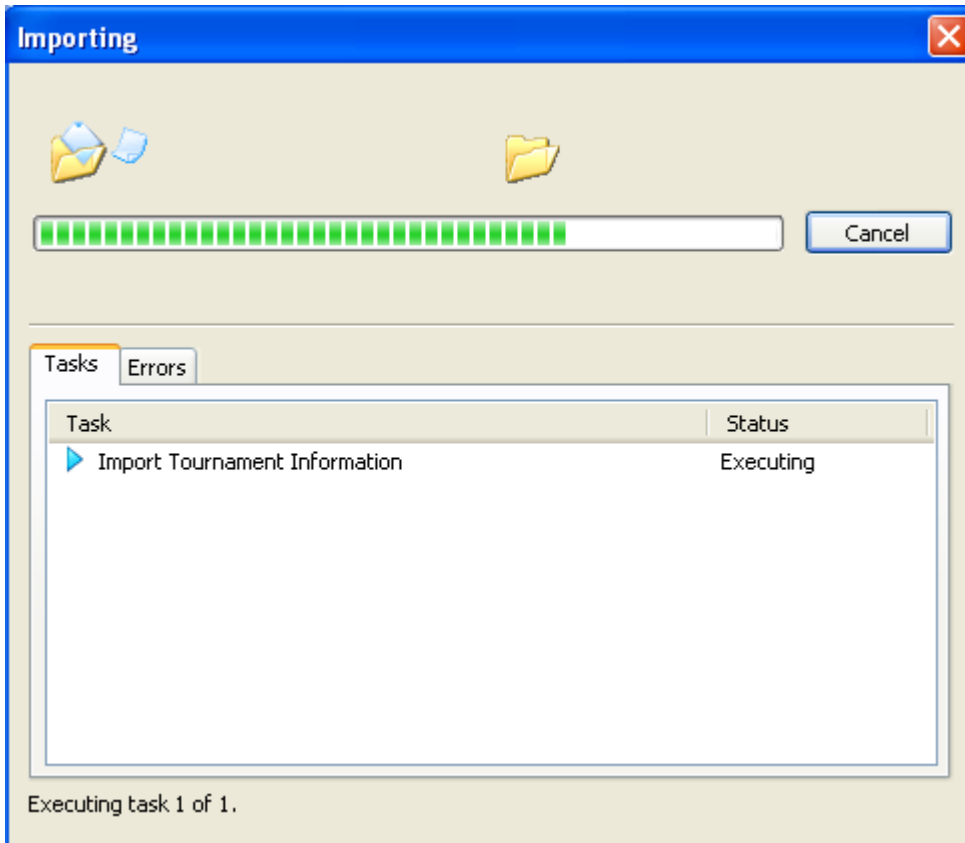 Importing
Cancel
Tasks Errors
Task Status
Import Tournament Information Executing
Executing task 1 of 1.